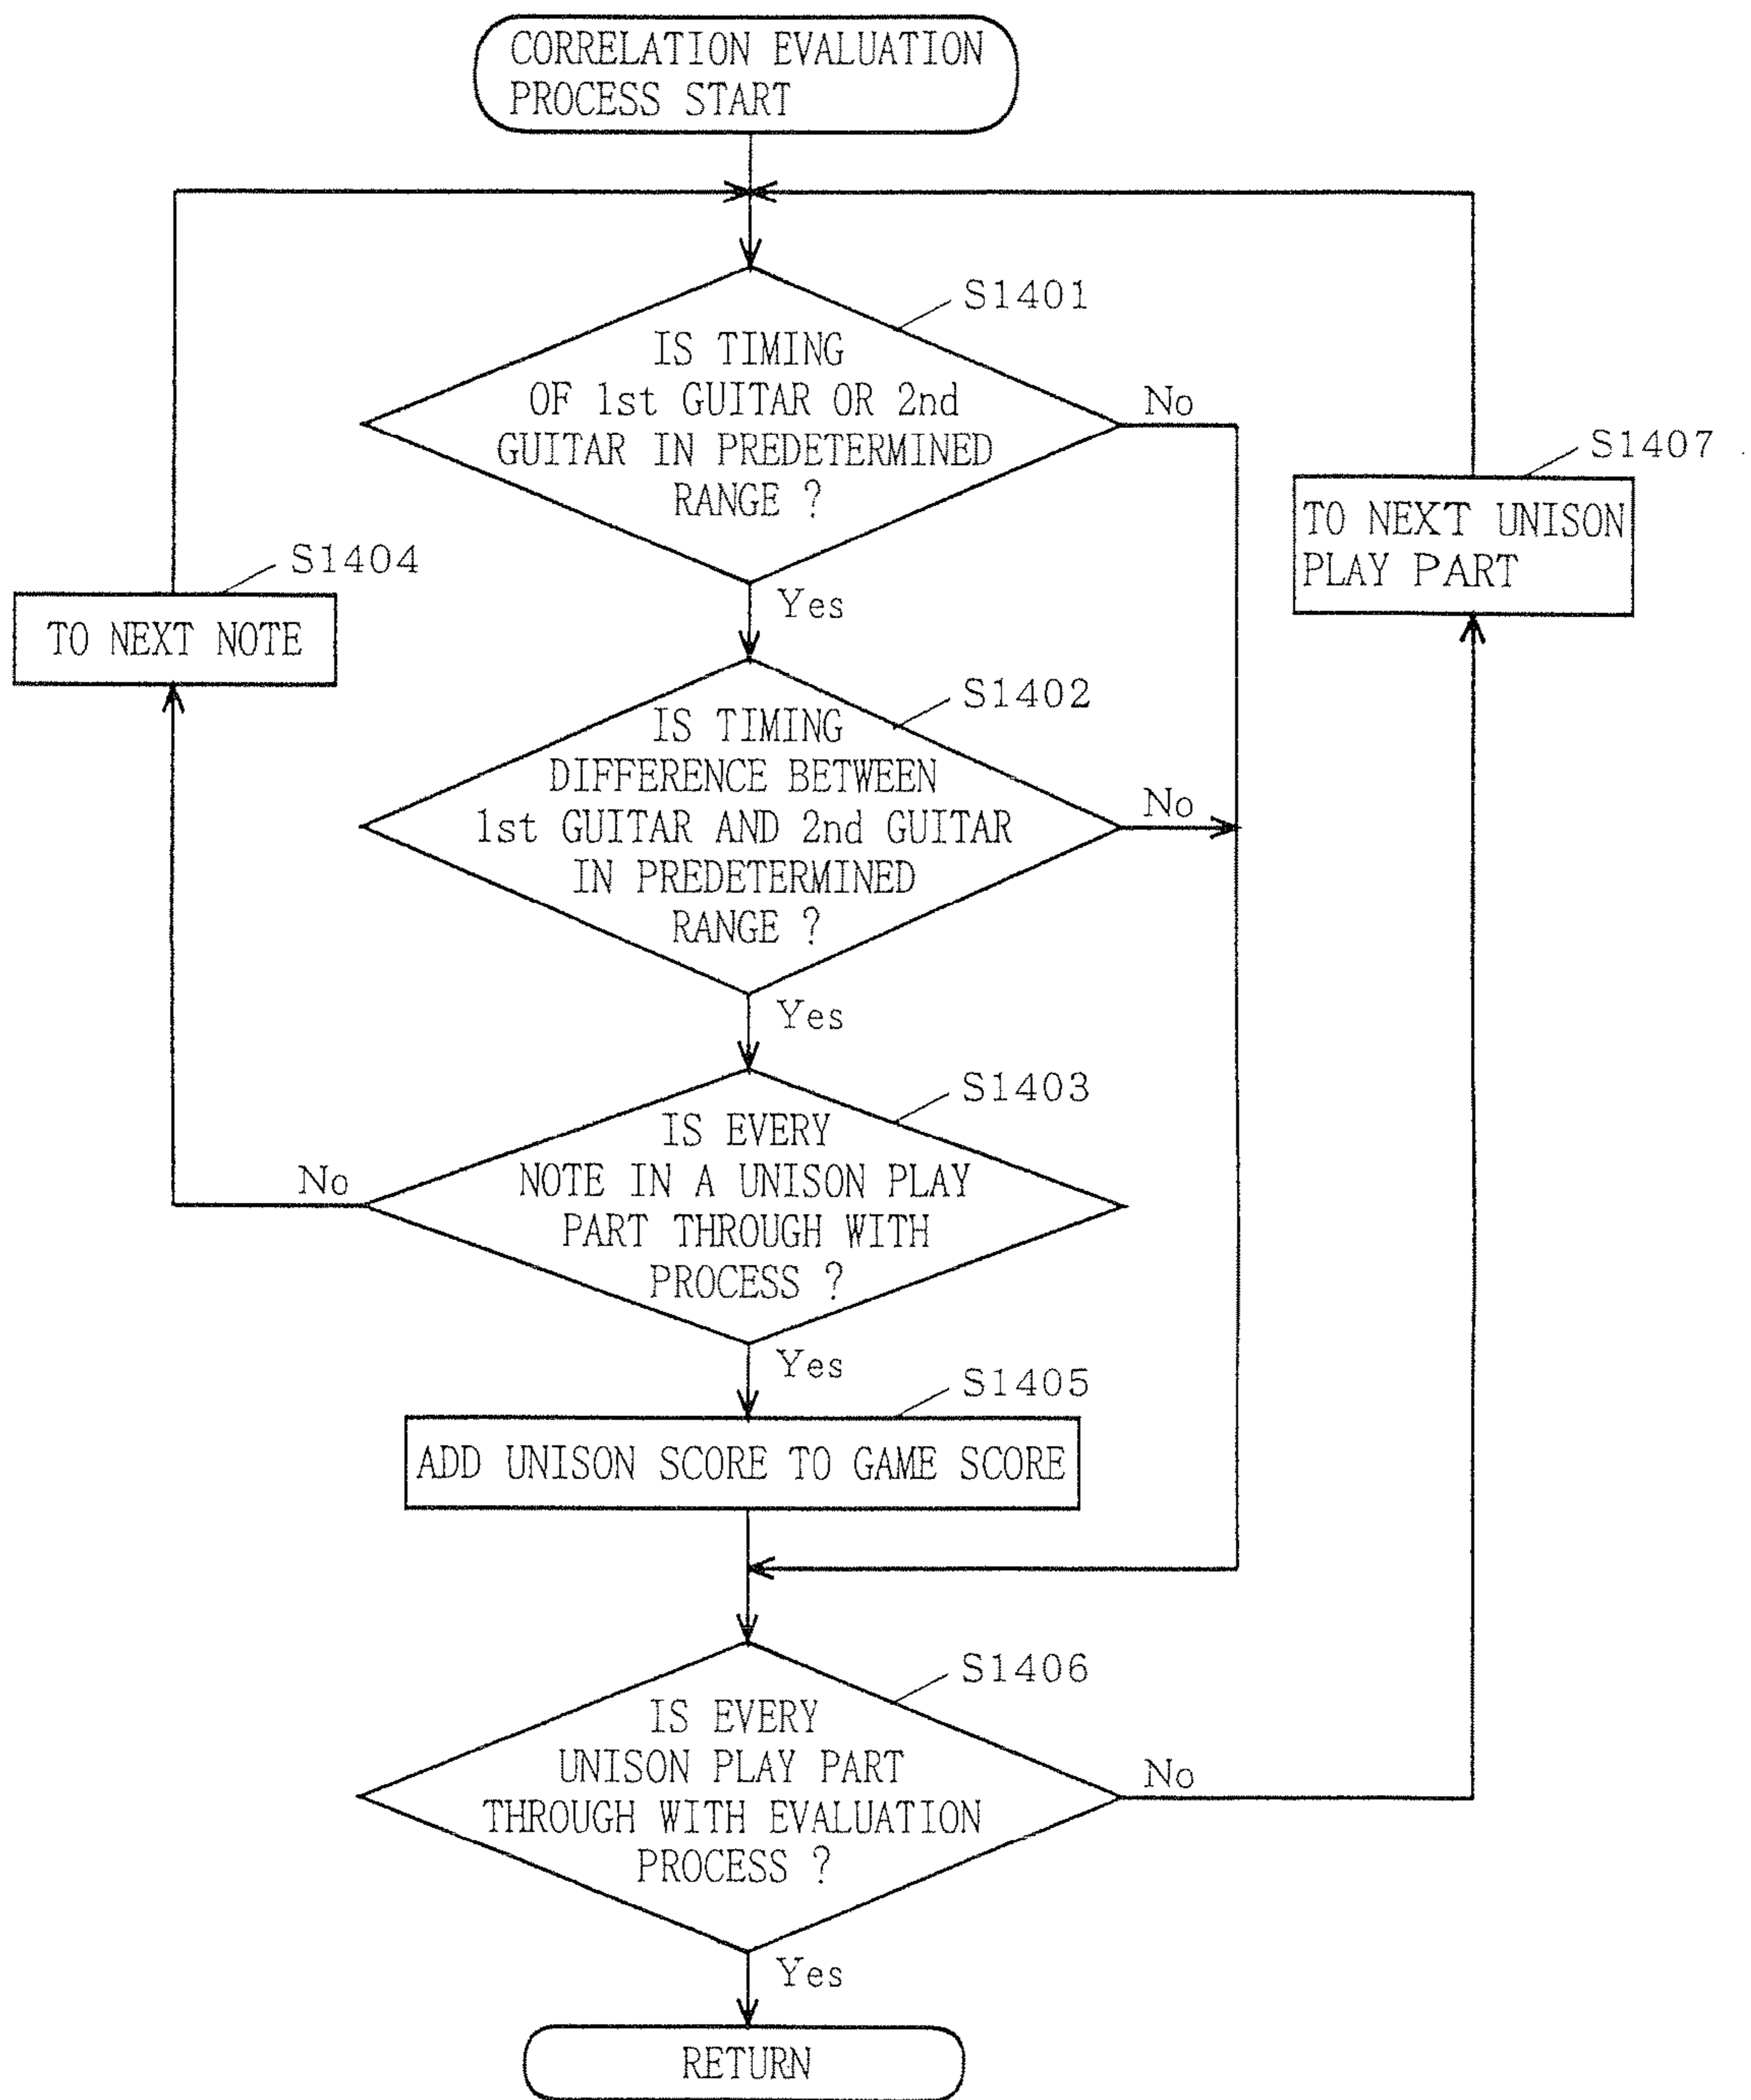 CORRELATION EVALUATION
PROCESS START
S1401
IS TIMING
OF 1st GUITAR OR 2nd
GUITAR IN PREDETERMINED
RANGE ?
No
Yes
S1407
TO NEXT UNISON
PLAY PART
S1404
TO NEXT NOTE
S1402
IS TIMING
DIFFERENCE BETWEEN
1st GUITAR AND 2nd GUITAR
IN PREDETERMINED
RANGE ?
No
Yes
S1403
IS EVERY
NOTE IN A UNISON PLAY
PART THROUGH WITH
PROCESS ?
No
Yes
S1405
ADD UNISON SCORE TO GAME SCORE
S1406
IS EVERY
UNISON PLAY PART
THROUGH WITH EVALUATION
PROCESS ?
No
Yes
RETURN